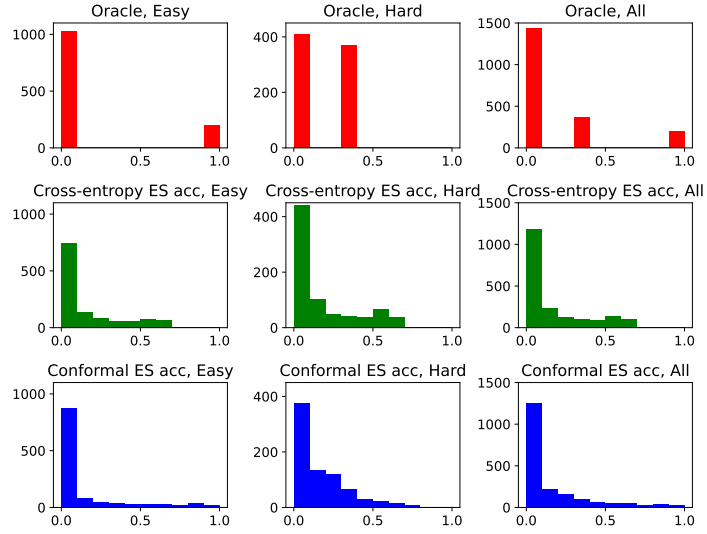 Oracle, Easy
Oracle, Hard
Oracle, All
1000
500
0
0.0 0.5 1.0
400
200
0
0.0 0.5 1.0
1500
1000
500
0
0.0 0.5 1.0
Cross-entropy ES acc, Easy
Cross-entropy ES acc, Hard
Cross-entropy ES acc, All
1000
500
0
0.0 0.5 1.0
400
200
0
0.0 0.5 1.0
1500
1000
500
0
0.0 0.5 1.0
Conformal ES acc, Easy
Conformal ES acc, Hard
Conformal ES acc, All
1000
500
0
0.0 0.5 1.0
400
200
0
0.0 0.5 1.0
1500
1000
500
0
0.0 0.5 1.0